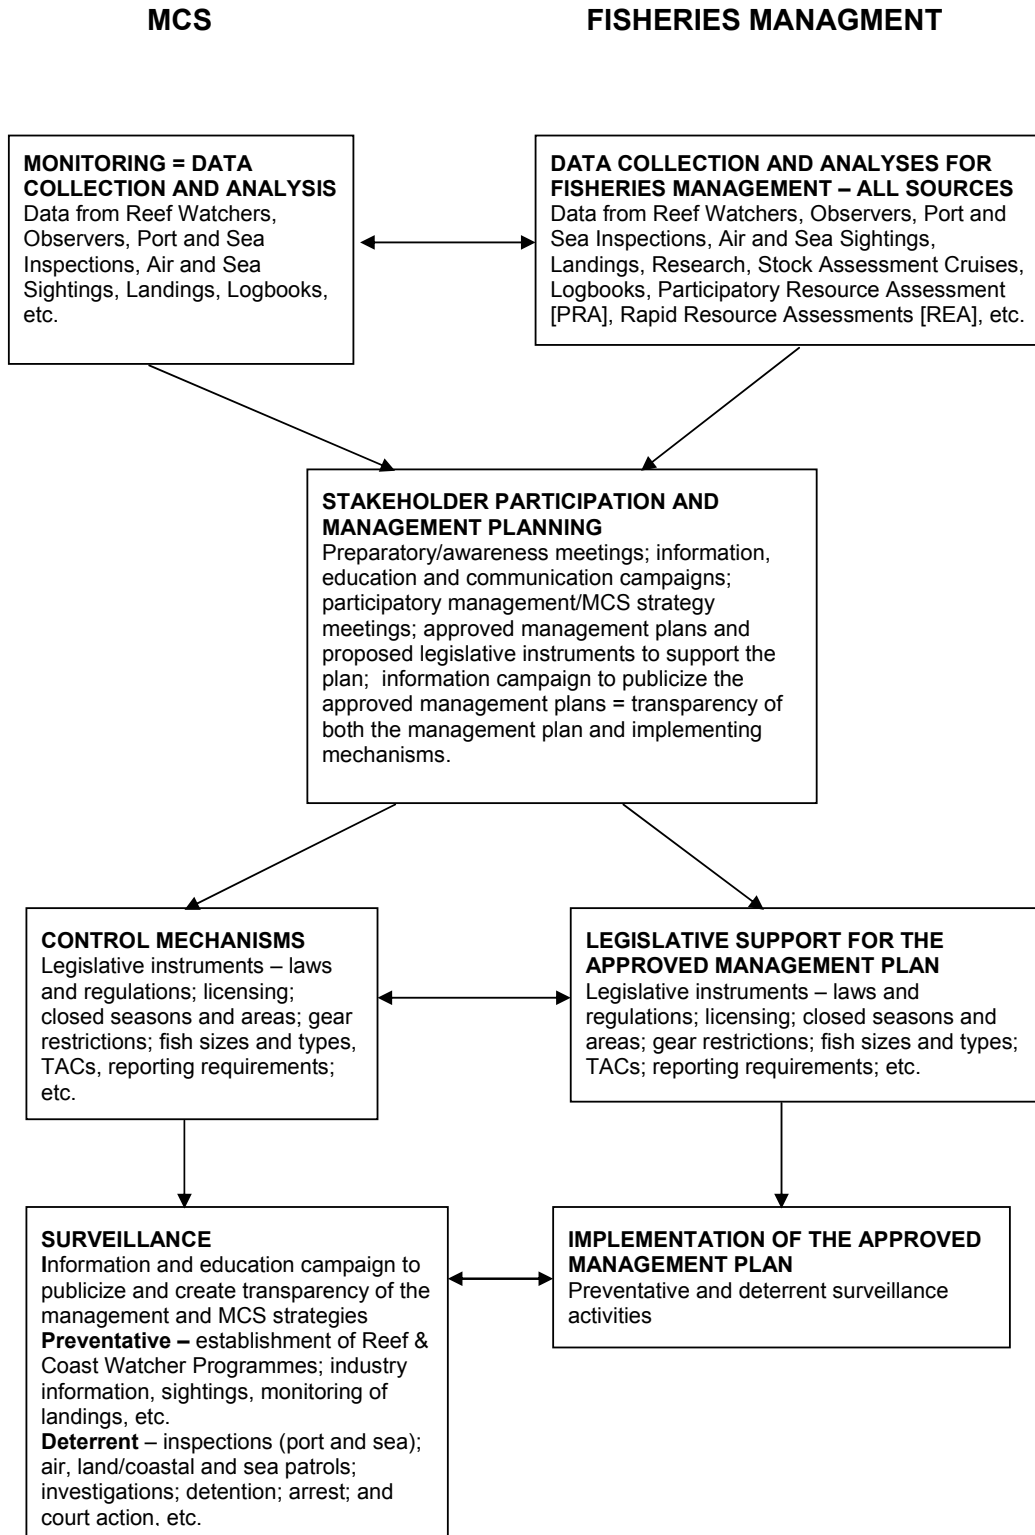 MCS
FISHERIES MANAGMENT
MONITORING = DATA
COLLECTION AND ANALYSIS
Data from Reef Watchers,
Observers, Port and Sea
Inspections, Air and Sea
Sightings, Landings, Logbooks,
etc.
DATA COLLECTION AND ANALYSES FOR
FISHERIES MANAGEMENT – ALL SOURCES
Data from Reef Watchers, Observers, Port and
Sea Inspections, Air and Sea Sightings,
Landings, Research, Stock Assessment Cruises,
Logbooks, Participatory Resource Assessment
[PRA], Rapid Resource Assessments [REA], etc.
STAKEHOLDER PARTICIPATION AND
MANAGEMENT PLANNING
Preparatory/awareness meetings; information,
education and communication campaigns;
participatory management/MCS strategy
meetings; approved management plans and
proposed legislative instruments to support the
plan;  information campaign to publicize the
approved management plans = transparency of
both the management plan and implementing
mechanisms.
CONTROL MECHANISMS
Legislative instruments – laws
and regulations; licensing;
closed seasons and areas; gear
restrictions; fish sizes and types,
TACs, reporting requirements;
etc.
LEGISLATIVE SUPPORT FOR THE
APPROVED MANAGEMENT PLAN
Legislative instruments – laws and
regulations; licensing; closed seasons and
areas; gear restrictions; fish sizes and types;
TACs; reporting requirements; etc.
SURVEILLANCE
Information and education campaign to
publicize and create transparency of the
management and MCS strategies
Preventative – establishment of Reef &
Coast Watcher Programmes; industry
information, sightings, monitoring of
landings, etc.
Deterrent – inspections (port and sea);
air, land/coastal and sea patrols;
investigations; detention; arrest; and
court action, etc.
IMPLEMENTATION OF THE APPROVED
MANAGEMENT PLAN
Preventative and deterrent surveillance
activities